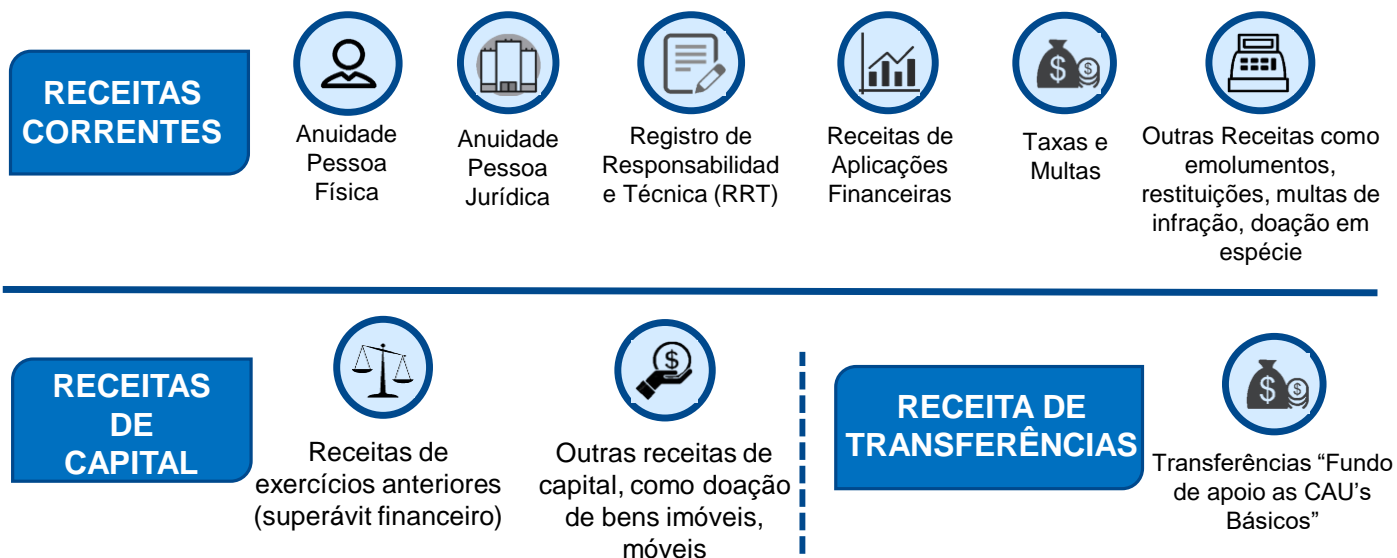 RECEITAS
CORRENTES
Anuidade
Pessoa
Física
Anuidade
Pessoa
Jurídica
Registro de
Responsabilidad
e Técnica (RRT)
Receitas de
Aplicações
Financeiras
Taxas e
Multas
Outras Receitas como
emolumentos,
restituições, multas de
infração, doação em
espécie
RECEITAS
DE
CAPITAL
Receitas de
exercícios anteriores
(superávit financeiro)
Outras receitas de
capital, como doação
de bens imóveis,
móveis
RECEITA DE
TRANSFERÊNCIAS
Transferências “Fundo
de apoio as CAU’s
Básicos”